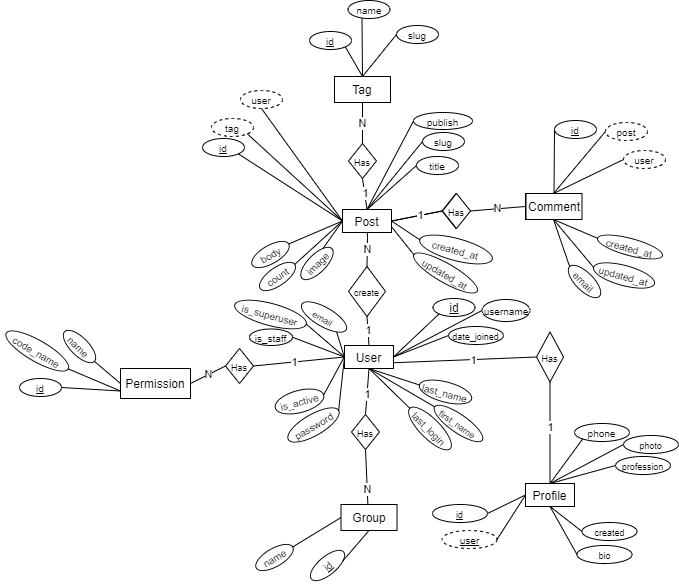 name
id
slug
Tag
user
N
tag
publish
id
slug
id
post
Has
title
user
1
Post
1
Has
N
Comment
body
count
image
N
created_at
updated_at
created_at
updated_at
email
create
is_superuser
email
id
username
is_staff
1
date_joined
code_name
name
User
Has
Permission
N
Has
1
1
id
is_active
password
1
last_name
first_name
last_login
Has
1
phone
photo
profession
N
Profile
Group
id
user
created
bio
name
id